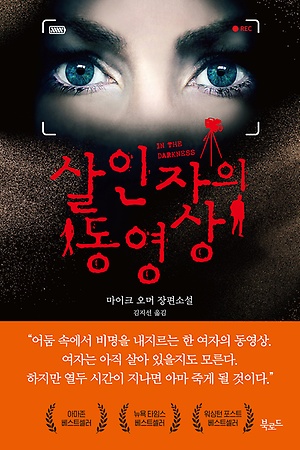 REC
IN THE
DARKNESS
살인자의
동영상
마이크 오머 장편소설
김지선 옮김
“어둠 속에서 비명을 내지르는 한 여자의 동영상.
여자는 아직 살아 있을지도 모른다.
하지만 열두 시간이 지나면 아마 죽게 될 것이다.”
아마존
베스트셀러
뉴욕 타임스
베스트셀러
워싱턴 포스트
베스트셀러
북로드